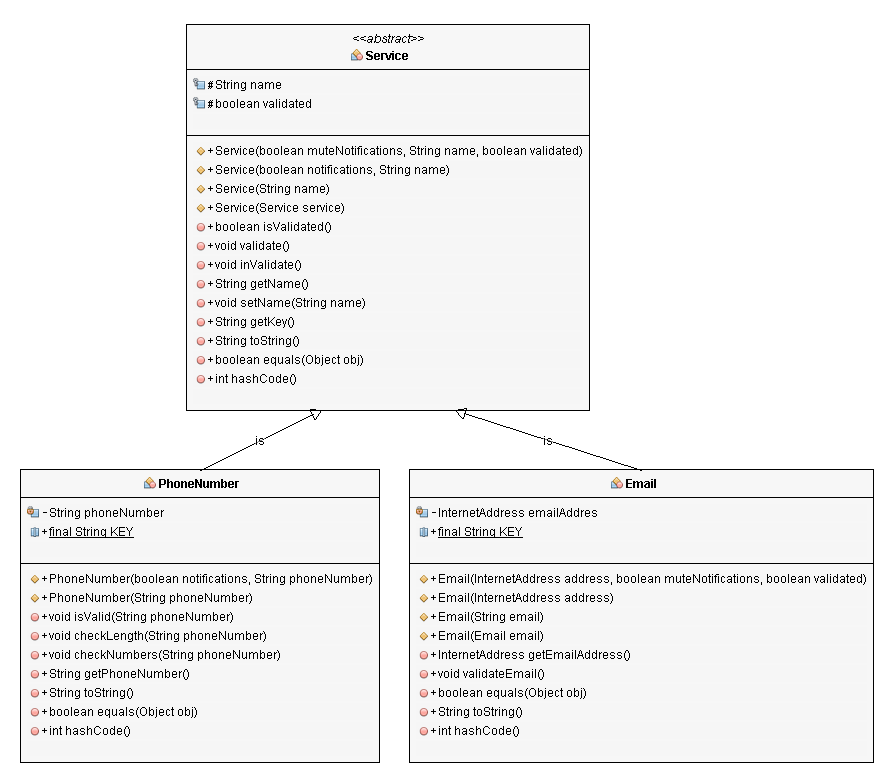 <<abstract>>
Service
#String name
#boolean validated
+Service(boolean muteNotifications, String name, boolean validated)
+Service(boolean notifications, String name)
+Service(String name)
+Service(Service service)
+boolean isValidated()
+void validate()
+void inValidate()
+String getName()
+void setName(String name)
+String getKey()
+String toString()
+boolean equals(Object obj)
+int hashCode()
is
is
PhoneNumber
-String phoneNumber
+final String KEY
+PhoneNumber(boolean notifications, String phoneNumber)
+PhoneNumber(String phoneNumber)
+void isValid(String phoneNumber)
+void checkLength(String phoneNumber)
+void checkNumbers(String phoneNumber)
+String getPhoneNumber()
+String toString()
+boolean equals(Object obj)
+int hashCode()
Email
-InternetAddress emailAddres
+final String KEY
+Email(InternetAddress address, boolean muteNotifications, boolean validated)
+Email(InternetAddress address)
+Email(String email)
+Email(Email email)
+InternetAddress getEmailAddress()
+void validateEmail()
+boolean equals(Object obj)
+String toString()
+int hashCode()